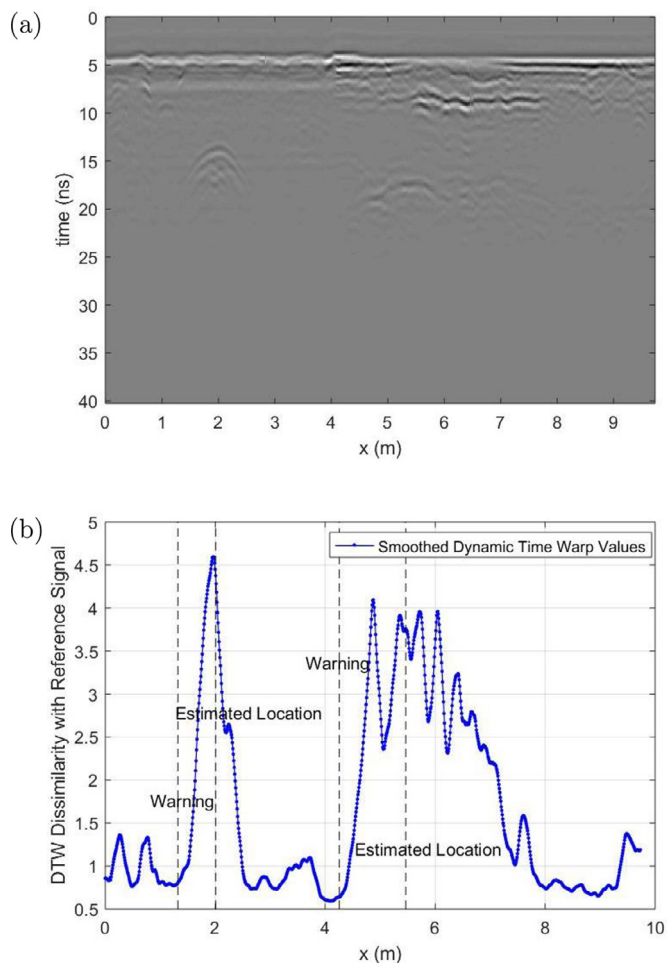 (a)
0
5
10
15
20
25
30
35
40
time (ns)
0 1 2 3 4 5 6 7 8 9
x (m)
(b)
5
4.5
4
3.5
3
2.5
2
1.5
1
0.5
DTW Dissimilarity with Reference Signal
Smoothed Dynamic Time Warp Values
Warning
Estimated Location
Warning
Estimated Location
0 2 4 6 8 10
x (m)